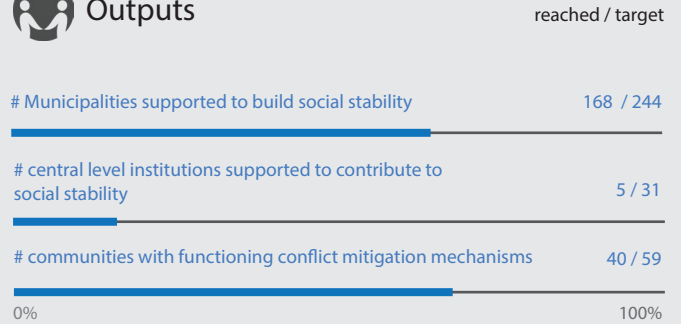 Outputs
reached / target
# Municipalities supported to build social stability 168 / 244
# central level institutions supported to contribute to
social stability 5 / 31
# communities with functioning conflict mitigation mechanisms 40 / 59
0% 100%